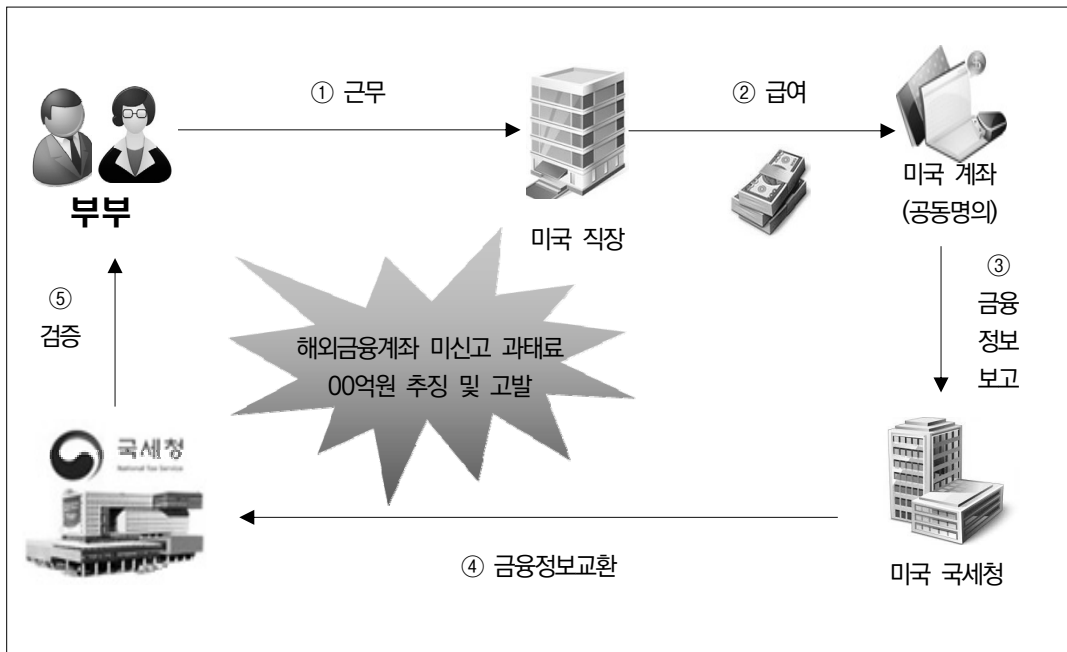 ① 근무
② 급여
부부
미국 직장
미국 계좌
(공동명의)
③
금융
정보
보고
⑤
검증
해외금융계좌 미신고 과태료
00억원 추징 및 고발
국세청
National Tax Service
④ 금융정보교환
미국 국세청